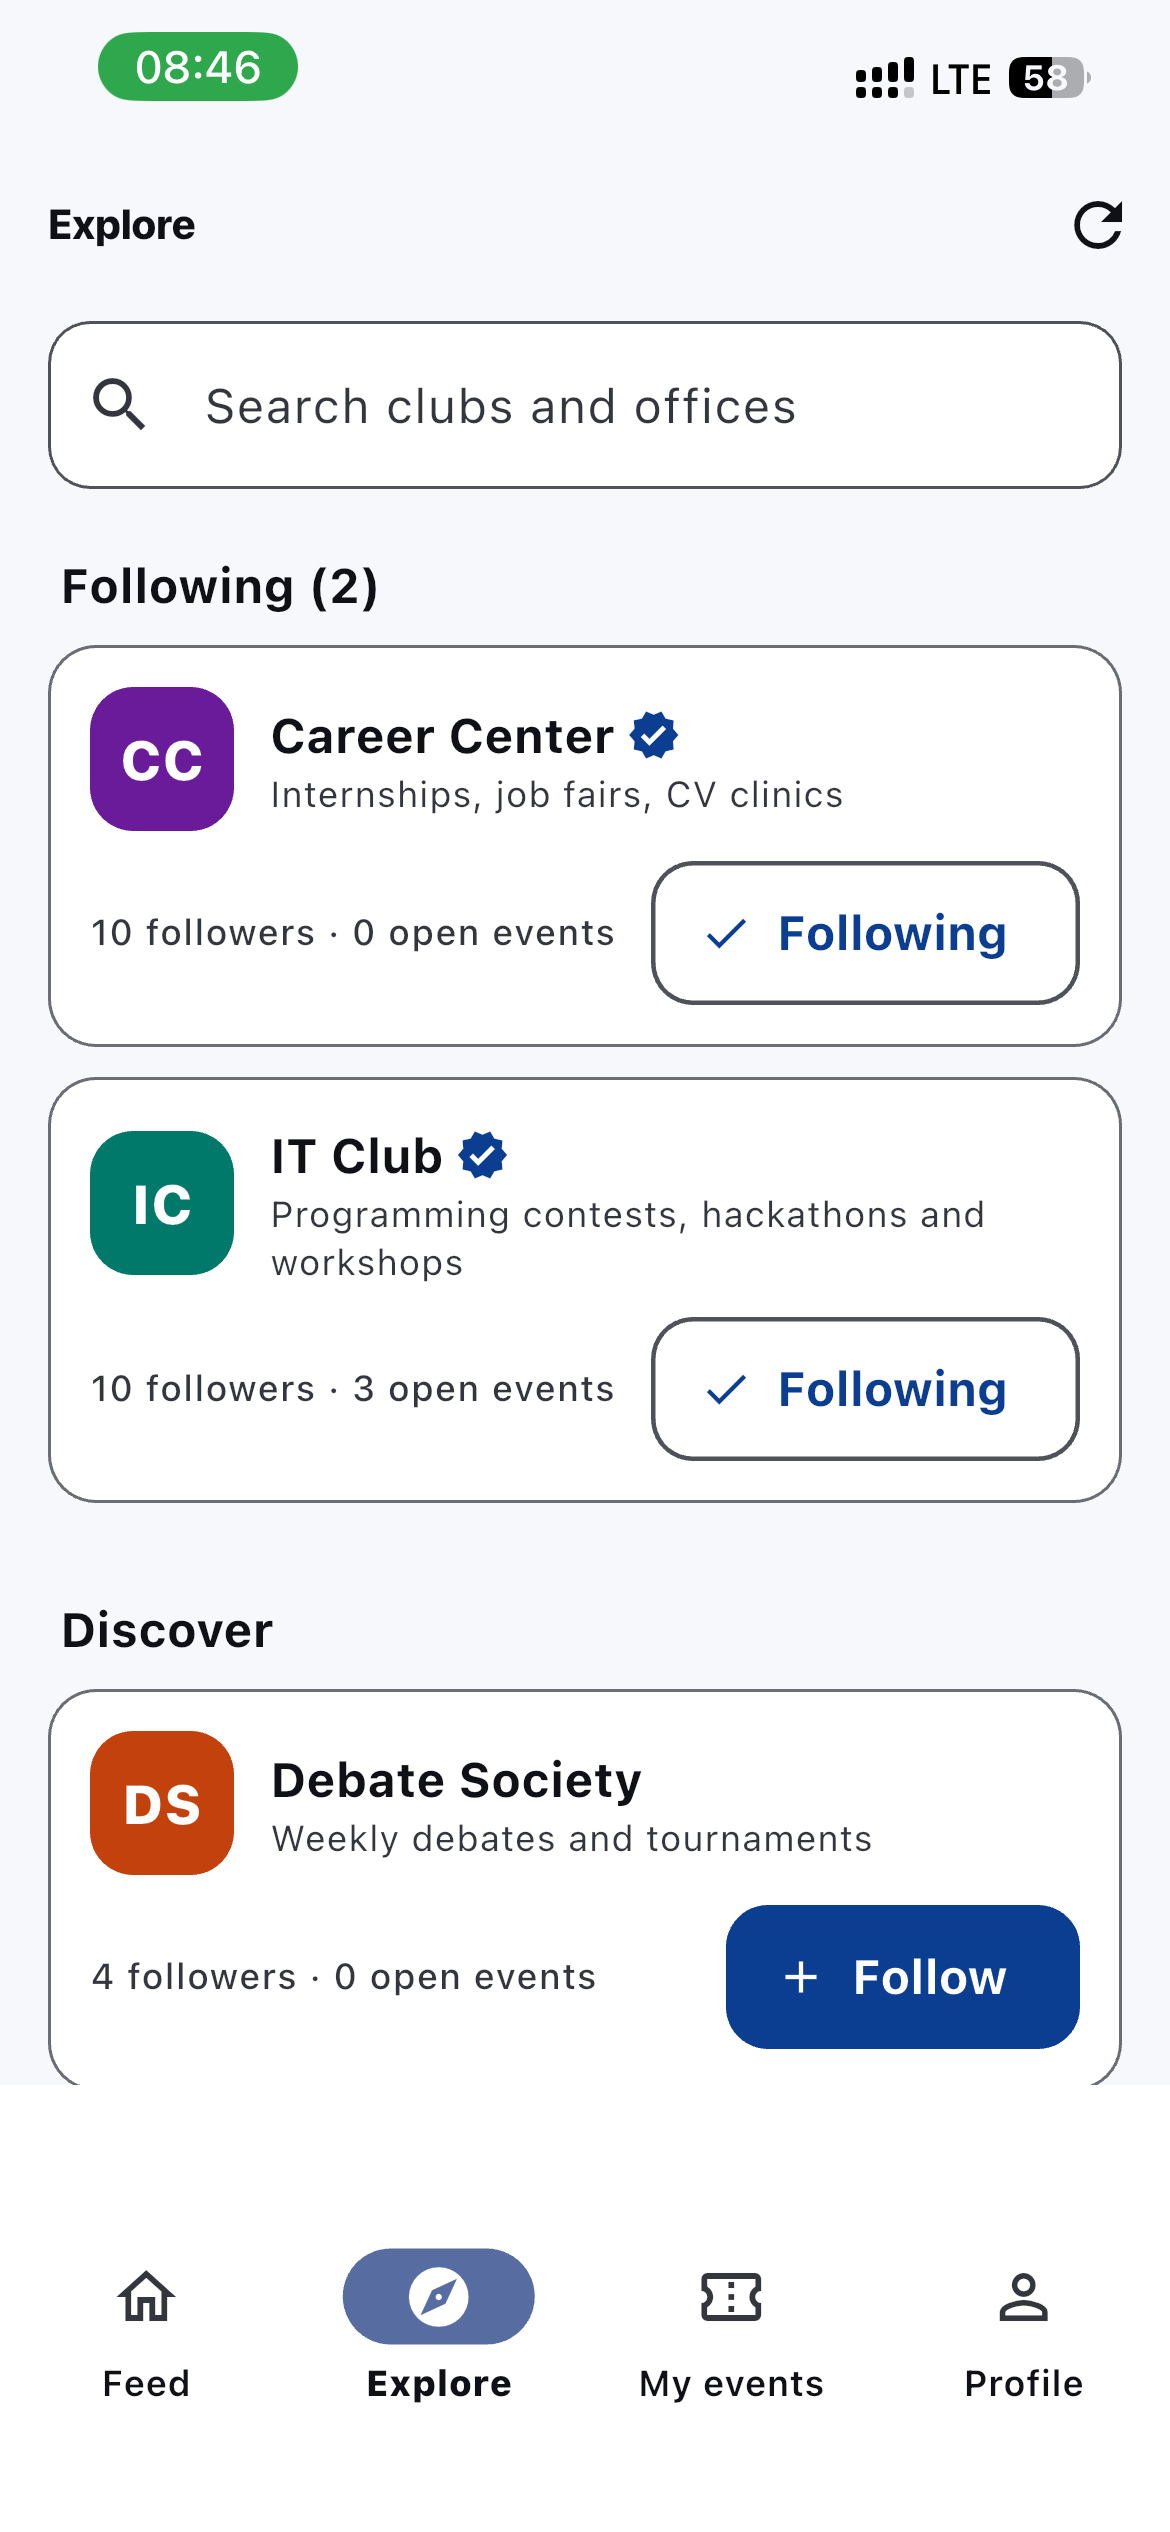 08:46
LTE 58
Explore
Search clubs and offices
Following (2)
CC
Career Center
Internships, job fairs, CV clinics
10 followers · 0 open events
Following
IC
IT Club
Programming contests, hackathons and
workshops
10 followers · 3 open events
Following
Discover
DS
Debate Society
Weekly debates and tournaments
4 followers · 0 open events
+ Follow
Feed
Explore
My events
Profile